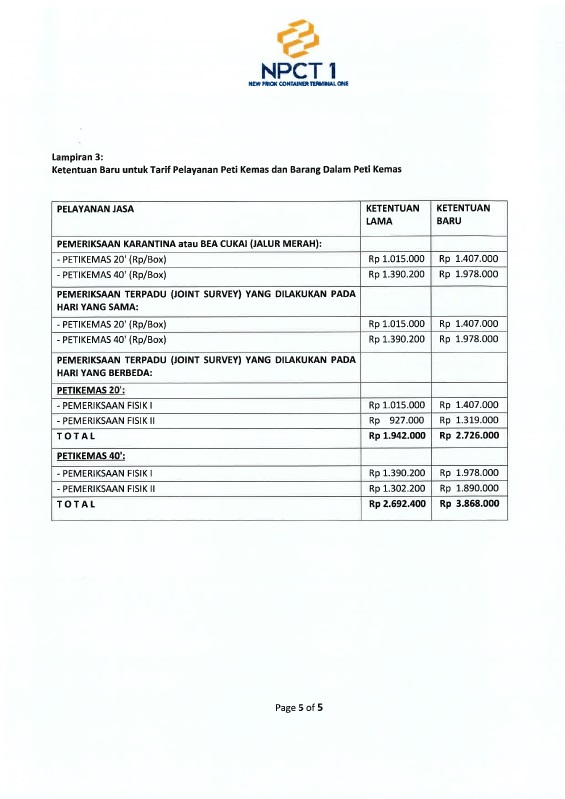 NPCT 1
NEW PRIOK CONTAINER TERMINAL ONE
Lampiran 3:
Ketentuan Baru untuk Tarif Pelayanan Peti Kemas dan Barang Dalam Peti Kemas
PELAYANAN JASA KETENTUAN LAMA KETENTUAN BARU
PEMERIKSAAN KARANTINA atau BEA CUKAI (JALUR MERAH):
- PETIKEMAS 20' (Rp/Box) Rp 1.015.000 Rp 1.407.000
- PETIKEMAS 40' (Rp/Box) Rp 1.390.200 Rp 1.978.000
PEMERIKSAAN TERPADU (JOINT SURVEY) YANG DILAKUKAN PADA
HARI YANG SAMA:
- PETIKEMAS 20' (Rp/Box) Rp 1.015.000 Rp 1.407.000
- PETIKEMAS 40' (Rp/Box) Rp 1.390.200 Rp 1.978.000
PEMERIKSAAN TERPADU (JOINT SURVEY) YANG DILAKUKAN PADA
HARI YANG BERBEDA:
PETIKEMAS 20':
- PEMERIKSAAN FISIK I Rp 1.015.000 Rp 1.407.000
- PEMERIKSAAN FISIK II Rp 927.000 Rp 1.319.000
T O T A L Rp 1.942.000 Rp 2.726.000
PETIKEMAS 40':
- PEMERIKSAAN FISIK I Rp 1.390.200 Rp 1.978.000
- PEMERIKSAAN FISIK II Rp 1.302.200 Rp 1.890.000
T O T A L Rp 2.692.400 Rp 3.868.000
Page 5 of 5